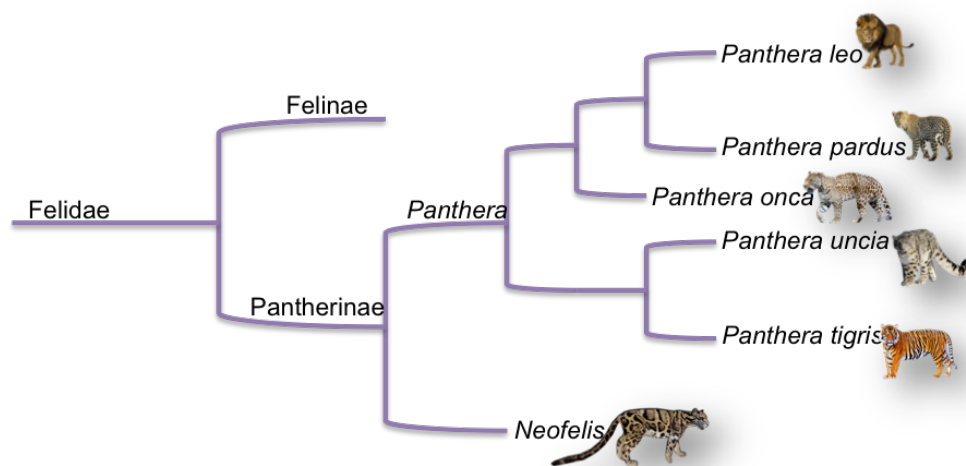 Panthera leo
Felinae
Panthera pardus
Panthera onca
Felidae
Panthera
Panthera uncia
Pantherinae
Panthera tigris
Neofelis